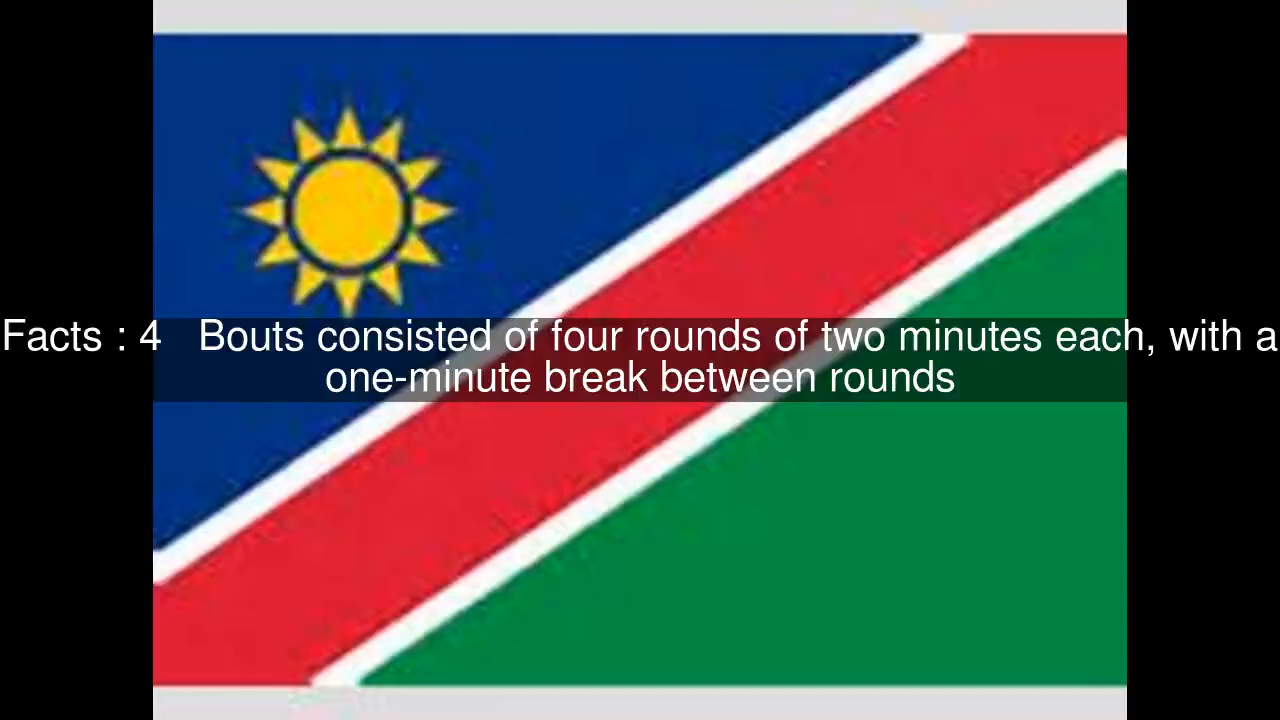 Facts : 4 Bouts consisted of four rounds of two minutes each, with a
one-minute break between rounds